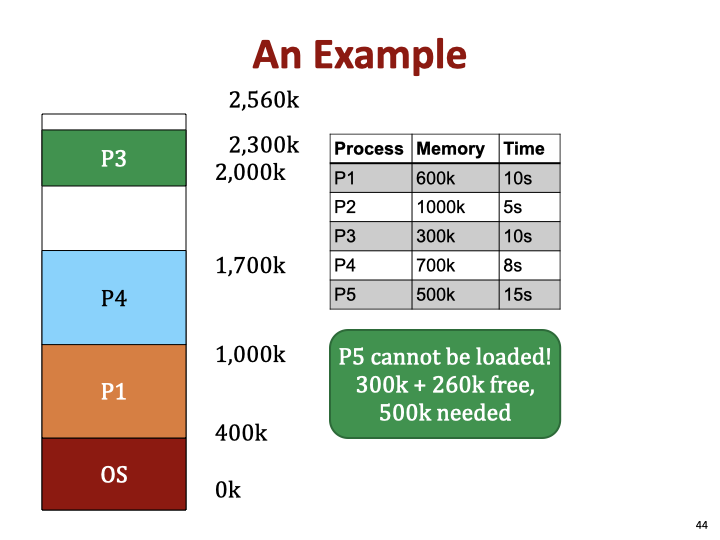 An Example
2,560k
2,300k
2,000k
1,700k
1,000k
400k
0k
P3
P4
P1
OS
Process Memory Time
P1 600k 10s
P2 1000k 5s
P3 300k 10s
P4 700k 8s
P5 500k 15s
P5 cannot be loaded!
300k + 260k free,
500k needed
44